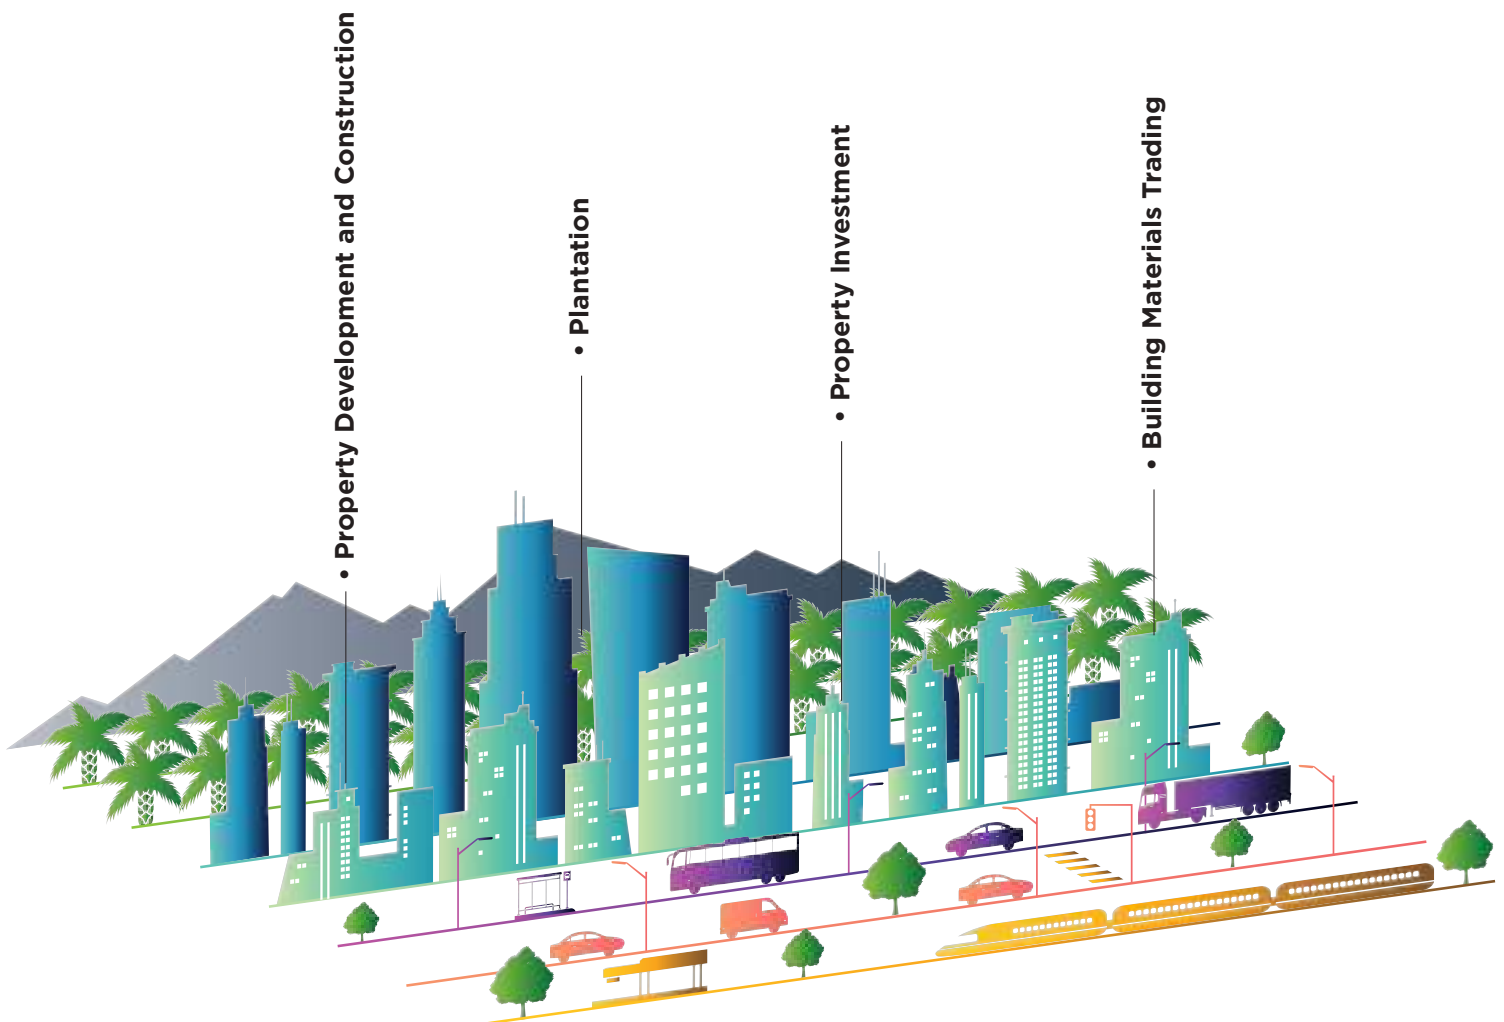 • Property Development and Construction
• Plantation
• Property Investment
• Building Materials Trading